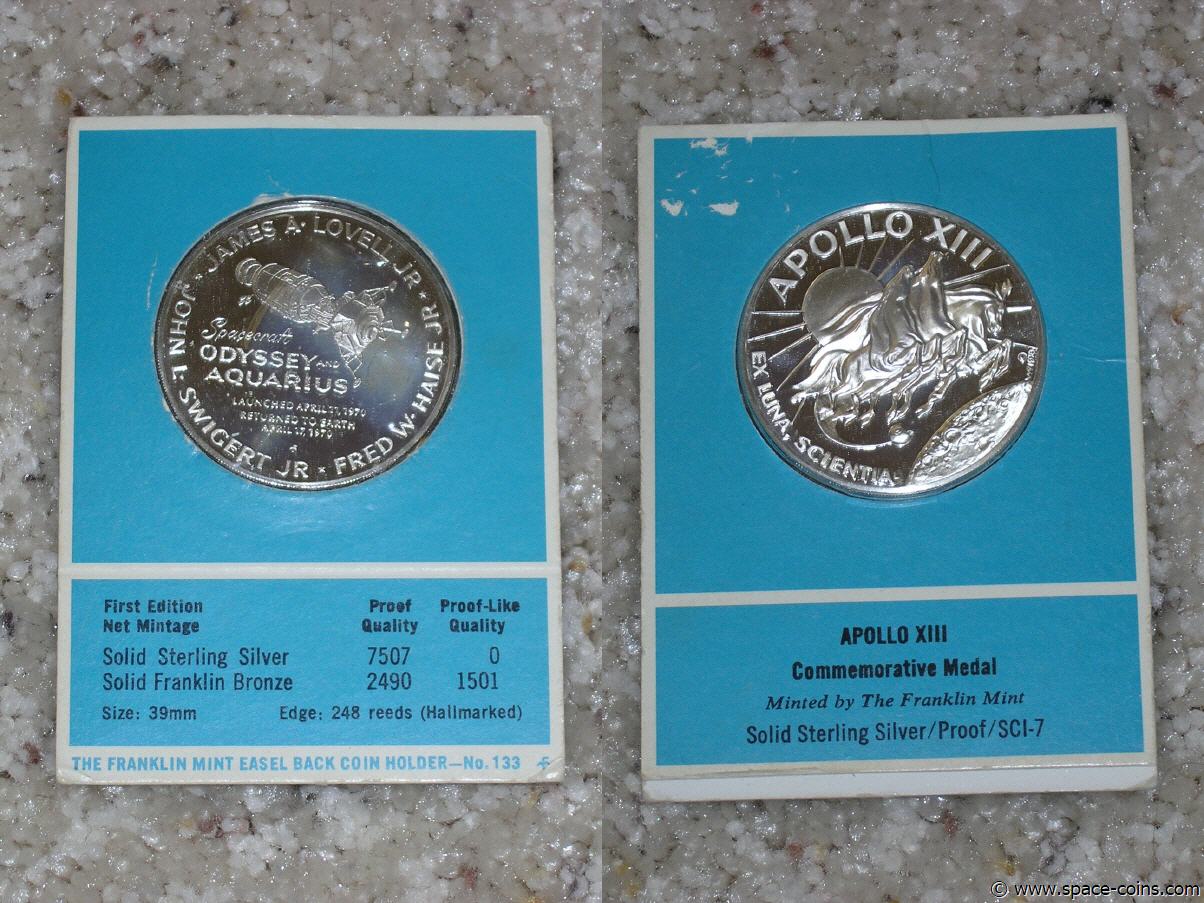 JAMES A. LOVELL JR. * FRED W. HAISE JR. * JOHN L. SWIGERT JR. *
Spacecraft
ODYSSEY AND
AQUARIUS
LAUNCHED APRIL 11, 1970
RETURNED TO EARTH
APRIL 17, 1970
First Edition Proof Proof-Like
Net Mintage Quality Quality
Solid Sterling Silver 7507 0
Solid Franklin Bronze 2490 1501
Size: 39mm Edge: 248 reeds (Hallmarked)
THE FRANKLIN MINT EASEL BACK COIN HOLDER—No. 133
APOLLO XIII
EX LUNA, SCIENTIA
APOLLO XIII
Commemorative Medal
Minted by The Franklin Mint
Solid Sterling Silver/Proof/SCI-7
© www.space-coins.com